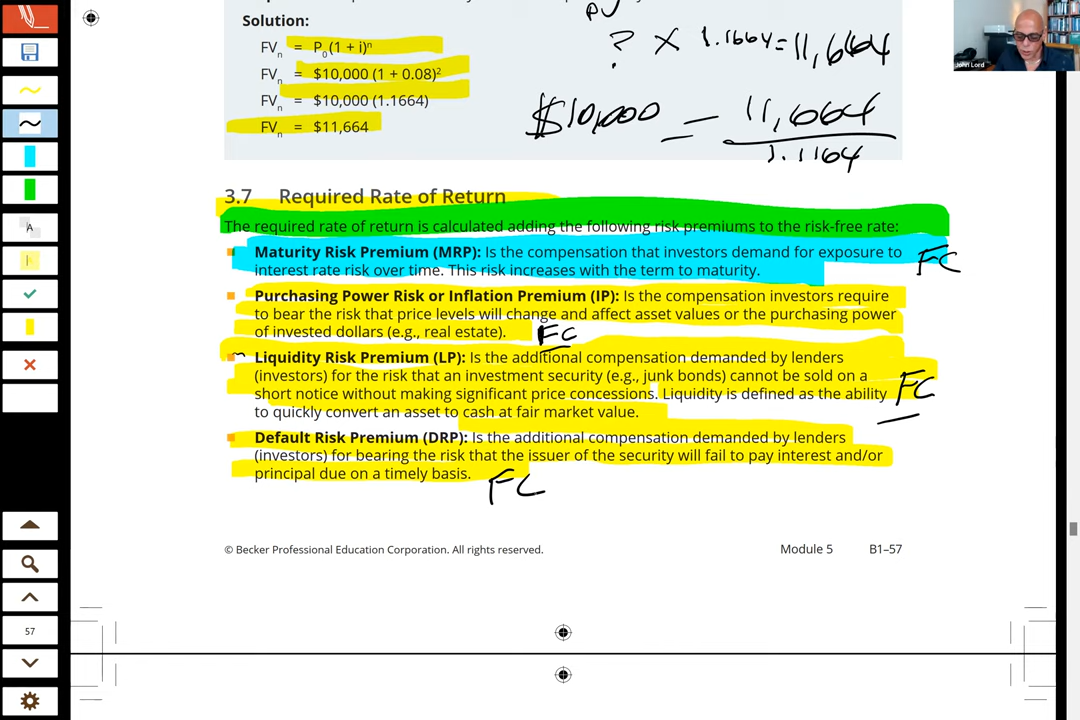 Solution:
PV
FVn = P0(1 + i)n
? × 1.1664 = 11,664
FVn = $10,000 (1 + 0.08)2
FVn = $10,000 (1.1664)
$10,000 = 11,664
1.1164
FVn = $11,664
John Lord
3.7 Required Rate of Return
The required rate of return is calculated adding the following risk premiums to the risk-free rate:
Maturity Risk Premium (MRP): Is the compensation that investors demand for exposure to
interest rate risk over time. This risk increases with the term to maturity.
FC
Purchasing Power Risk or Inflation Premium (IP): Is the compensation investors require
to bear the risk that price levels will change and affect asset values or the purchasing power
of invested dollars (e.g., real estate).
FC
Liquidity Risk Premium (LP): Is the additional compensation demanded by lenders
(investors) for the risk that an investment security (e.g., junk bonds) cannot be sold on a
short notice without making significant price concessions. Liquidity is defined as the ability
to quickly convert an asset to cash at fair market value.
FC
Default Risk Premium (DRP): Is the additional compensation demanded by lenders
(investors) for bearing the risk that the issuer of the security will fail to pay interest and/or
principal due on a timely basis.
FC
© Becker Professional Education Corporation. All rights reserved.
Module 5 B1–57
A
57